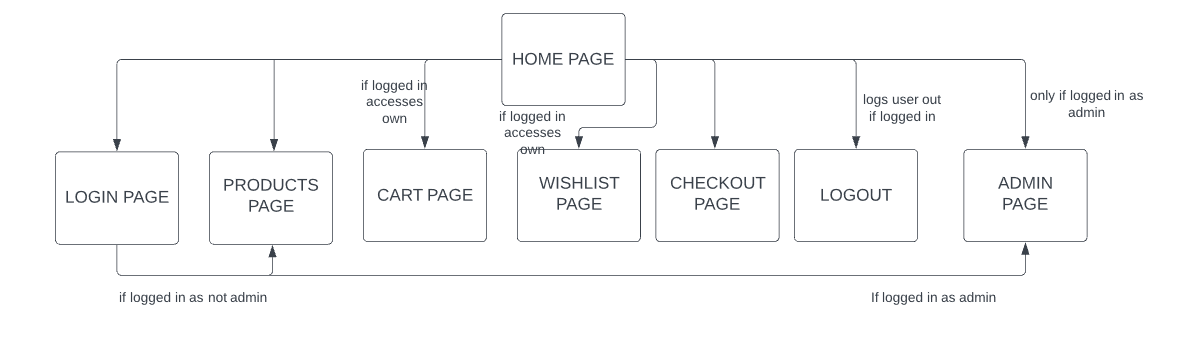 HOME PAGE
if logged in
accesses
own
if logged in
accesses
own
logs user out
if logged in
only if logged in as
admin
LOGIN PAGE
PRODUCTS
PAGE
CART PAGE
WISHLIST
PAGE
CHECKOUT
PAGE
LOGOUT
ADMIN
PAGE
if logged in as not admin
If logged in as admin